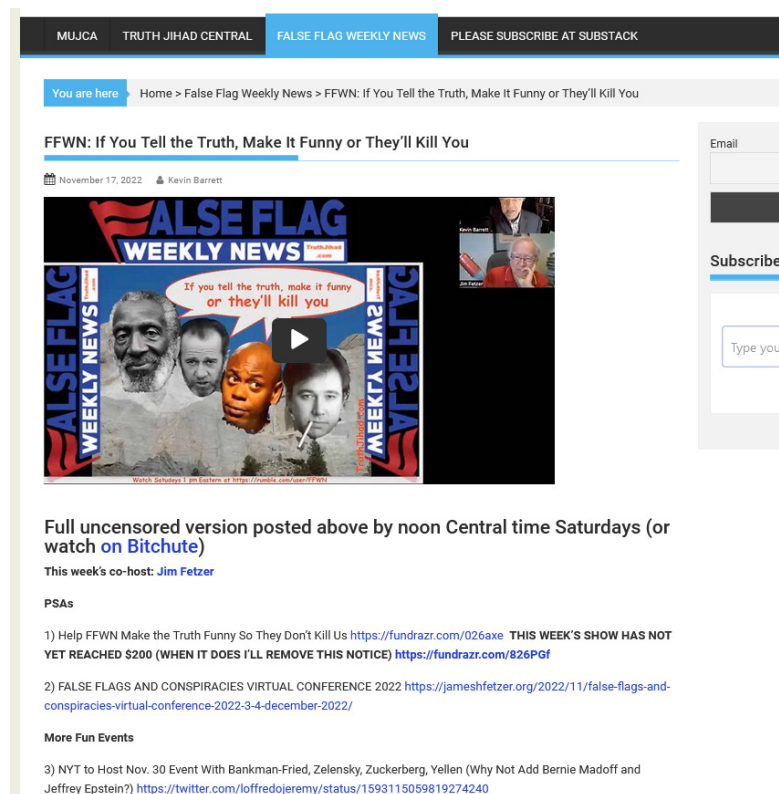 MUJCA TRUTH JIHAD CENTRAL FALSE FLAG WEEKLY NEWS PLEASE SUBSCRIBE AT SUBSTACK
You are here Home > False Flag Weekly News > FFWN: If You Tell the Truth, Make It Funny or They’ll Kill You
FFWN: If You Tell the Truth, Make It Funny or They’ll Kill You
November 17, 2022 Kevin Barrett
FALSE FLAG
WEEKLY NEWS
TruthJihad
.com
If you tell the truth, make it funny
or they'll kill you
FALSE FLAG
WEEKLY NEWS
FALSE FLAG
WEEKLY NEWS
TruthJihad.Com
Watch Satudays 1 pm Eastern at https://rumble.com/user/FFWN
Kevin Barrett
Jim Fetzer
Full uncensored version posted above by noon Central time Saturdays (or
watch on Bitchute)
This week’s co-host: Jim Fetzer
PSAs
1) Help FFWN Make the Truth Funny So They Don’t Kill Us https://fundrazr.com/026axe THIS WEEK’S SHOW HAS NOT
YET REACHED $200 (WHEN IT DOES I’LL REMOVE THIS NOTICE) https://fundrazr.com/826PGf
2) FALSE FLAGS AND CONSPIRACIES VIRTUAL CONFERENCE 2022 https://jameshfetzer.org/2022/11/false-flags-and-
conspiracies-virtual-conference-2022-3-4-december-2022/
More Fun Events
3) NYT to Host Nov. 30 Event With Bankman-Fried, Zelensky, Zuckerberg, Yellen (Why Not Add Bernie Madoff and
Jeffrey Epstein?) https://twitter.com/loffredojeremy/status/1593115059819274240
Email
Subscribe
Type you